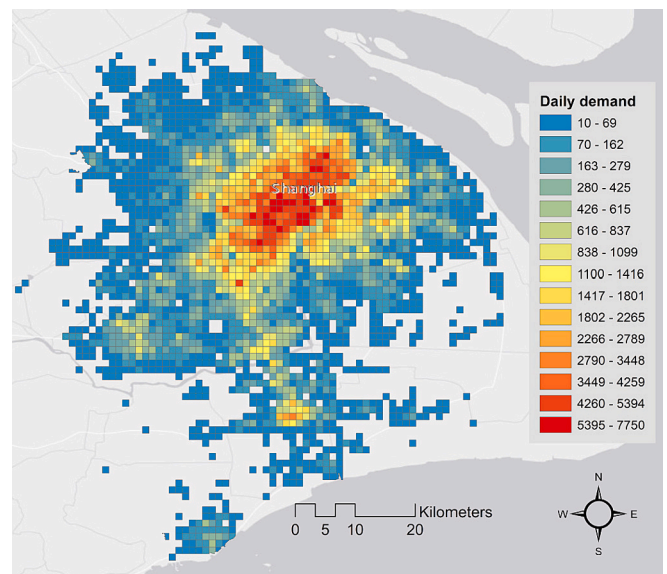 Shanghai
Daily demand
10 - 69
70 - 162
163 - 279
280 - 425
426 - 615
616 - 837
838 - 1099
1100 - 1416
1417 - 1801
1802 - 2265
2266 - 2789
2790 - 3448
3449 - 4259
4260 - 5394
5395 - 7750
Kilometers
0 5 10 20
N
W E
S